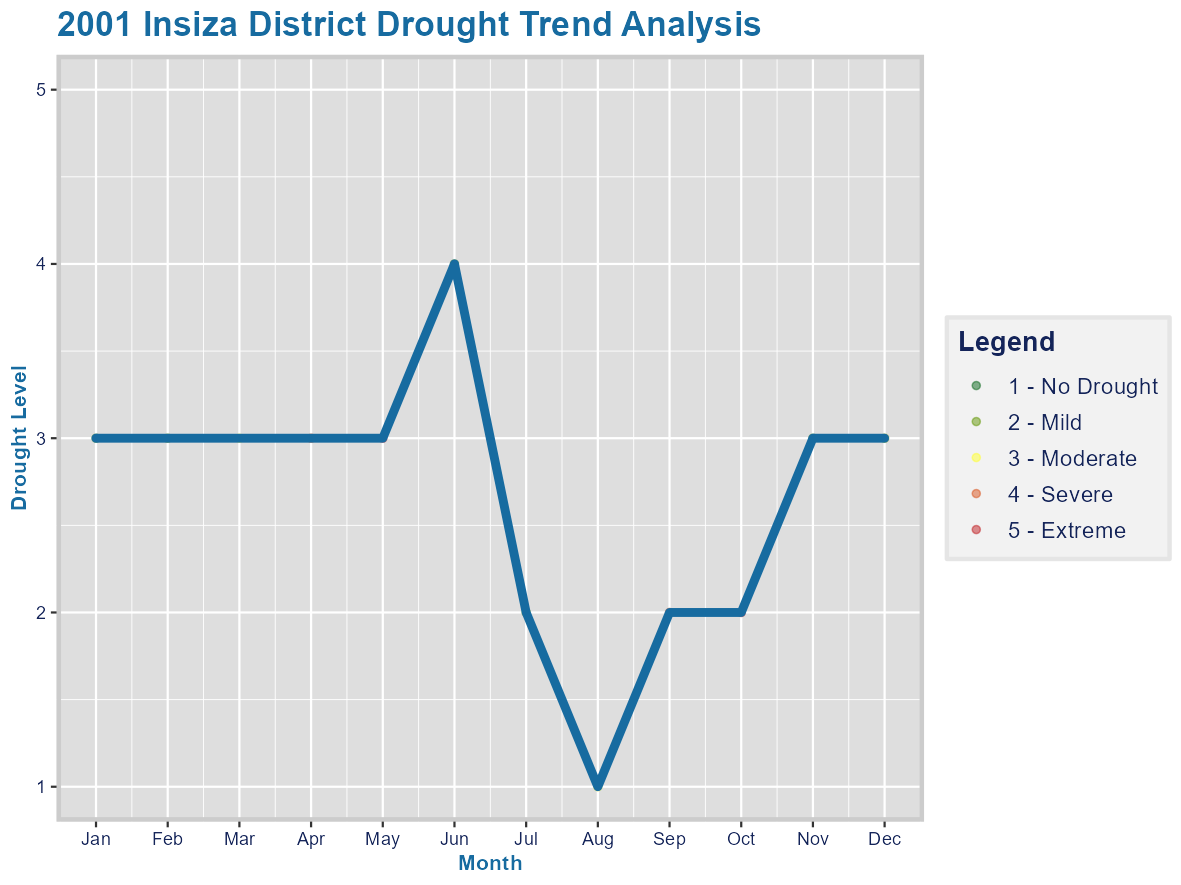 2001 Insiza District Drought Trend Analysis
5
4
3
2
1
Drought Level
Jan Feb Mar Apr May Jun Jul Aug Sep Oct Nov Dec
Month
Legend
1 - No Drought
2 - Mild
3 - Moderate
4 - Severe
5 - Extreme